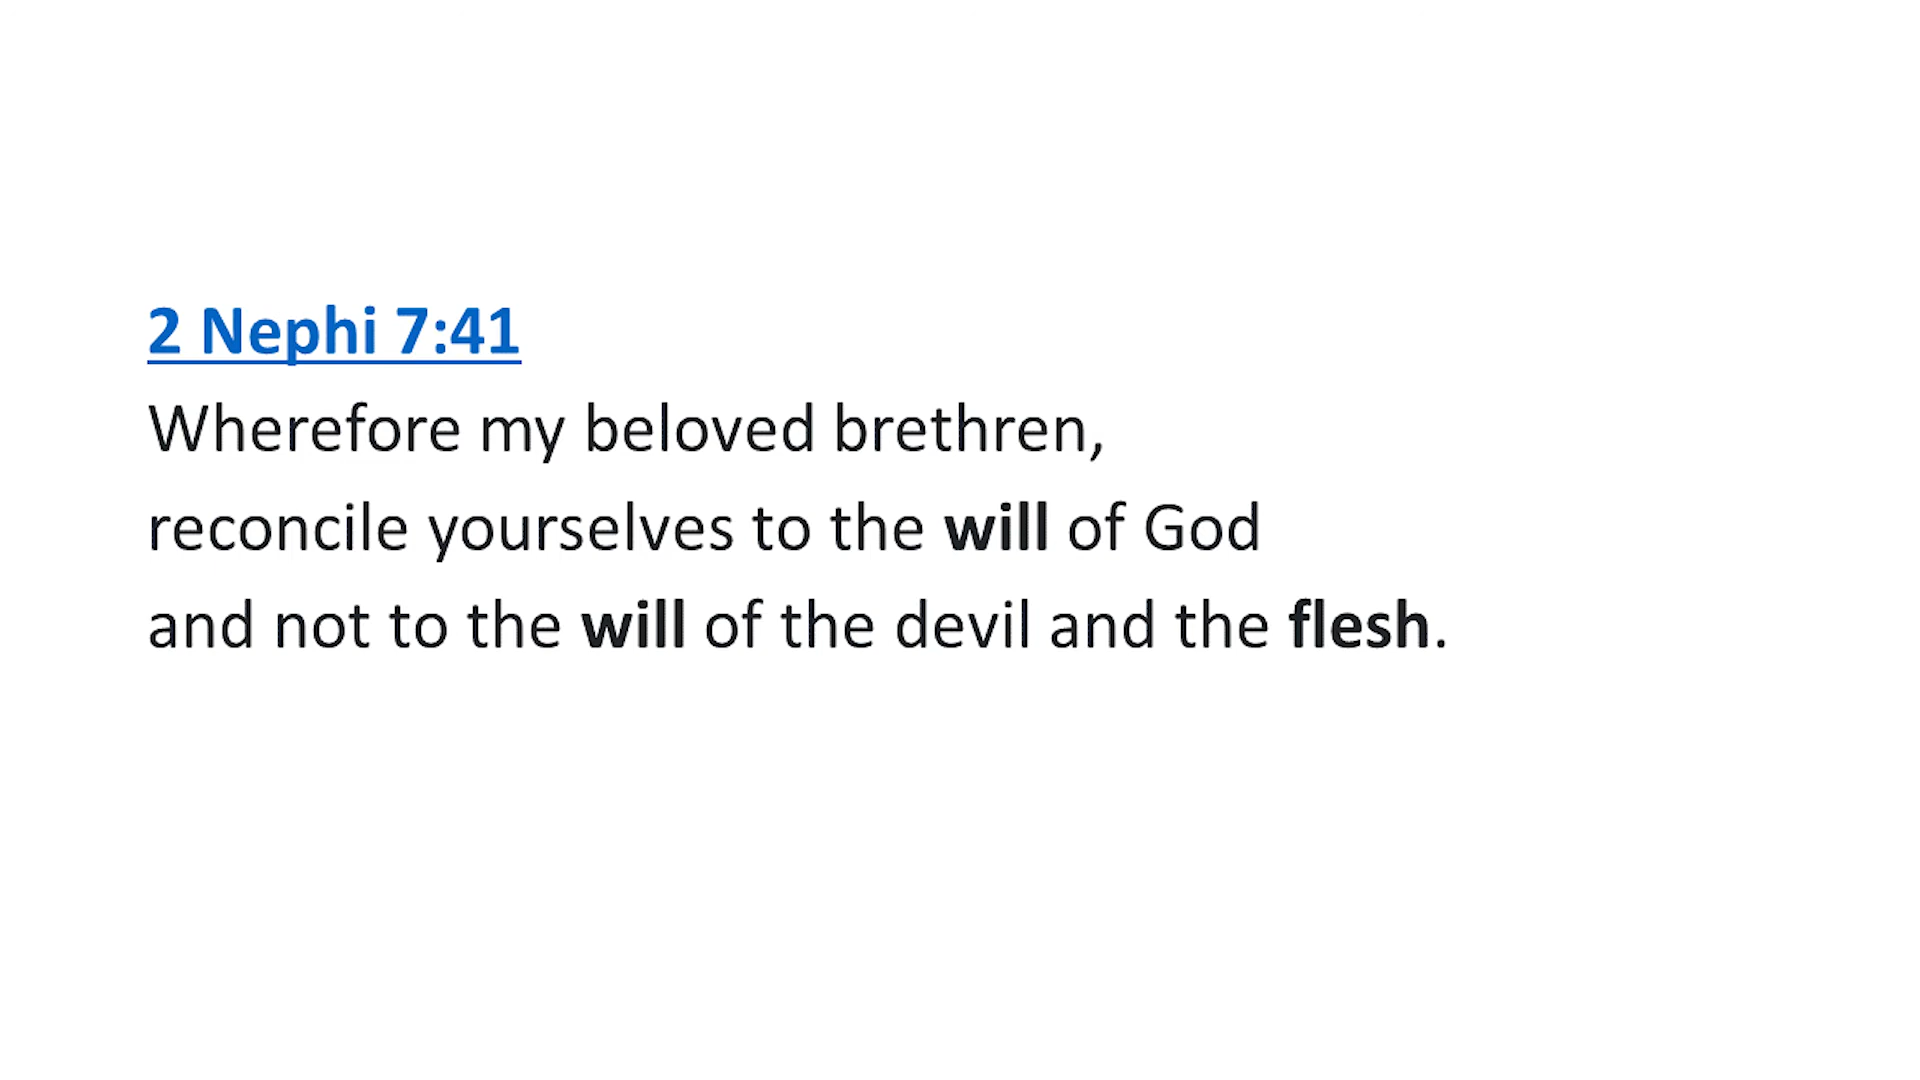 2 Nephi 7:41
Wherefore my beloved brethren,
reconcile yourselves to the will of God
and not to the will of the devil and the flesh.